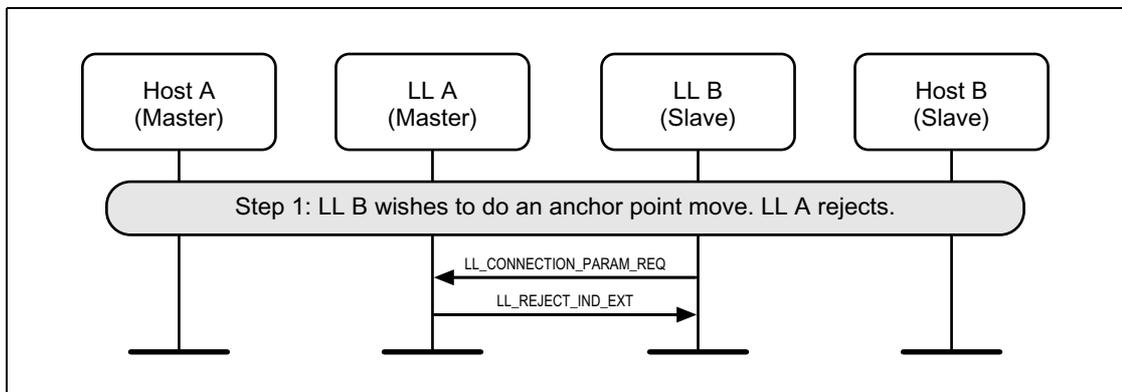 Host A
(Master)
LL A
(Master)
LL B
(Slave)
Host B
(Slave)
Step 1: LL B wishes to do an anchor point move. LL A rejects.
LL_CONNECTION_PARAM_REQ
LL_REJECT_IND_EXT